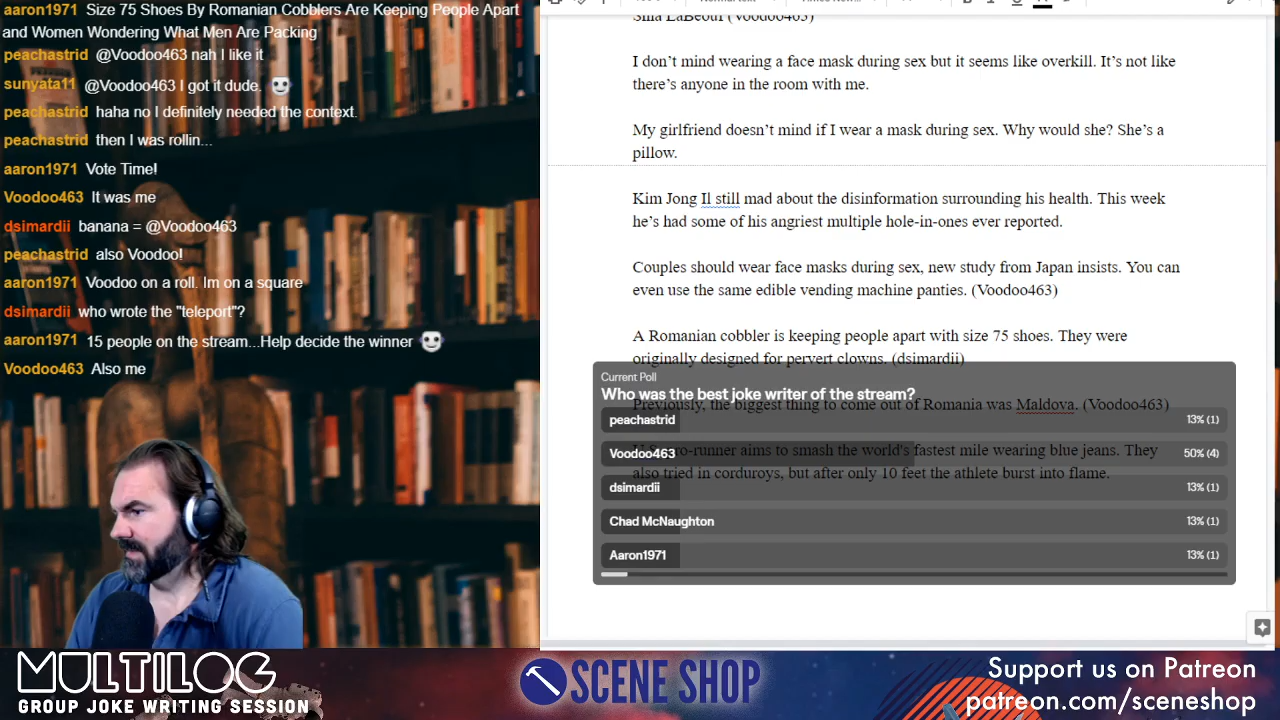 aaron1971 Size 75 Shoes By Romanian Cobblers Are Keeping People Apart
and Women Wondering What Men Are Packing
peachastrid @Voodoo463 nah I like it
sunyata11 @Voodoo463 I got it dude.
peachastrid haha no I definitely needed the context.
peachastrid then I was rollin...
aaron1971 Vote Time!
Voodoo463 It was me
dsimardii banana = @Voodoo463
peachastrid also Voodoo!
aaron1971 Voodoo on a roll. Im on a square
dsimardii who wrote the "teleport"?
aaron1971 15 people on the stream...Help decide the winner
Voodoo463 Also me
I don’t mind wearing a face mask during sex but it seems like overkill. It’s not like
there’s anyone in the room with me.
My girlfriend doesn’t mind if I wear a mask during sex. Why would she? She’s a
pillow.
Kim Jong Il still mad about the disinformation surrounding his health. This week
he’s had some of his angriest multiple hole-in-ones ever reported.
Couples should wear face masks during sex, new study from Japan insists. You can
even use the same edible vending machine panties. (Voodoo463)
A Romanian cobbler is keeping people apart with size 75 shoes. They were
originally designed for pervert clowns. (dsimardii)
Current Poll
Who was the best joke writer of the stream?
Previously, the biggest thing to come out of Romania was Maldova. (Voodoo463)
peachastrid 13% (1)
pro-runner aims to smash the world's fastest mile wearing blue jeans. They
Voodoo463 50% (4)
also tried in corduroys, but after only 10 feet the athlete burst into flame.
dsimardii 13% (1)
Chad McNaughton 13% (1)
Aaron1971 13% (1)
MULTILOG
GROUP JOKE WRITING SESSION
SCENE SHOP
Support us on Patreon
patreon.com/sceneshop